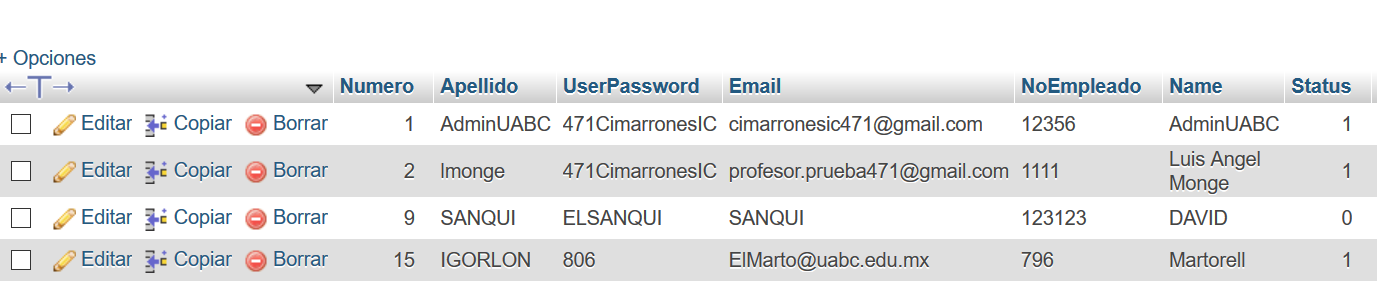 + Opciones
←T→ Numero Apellido UserPassword Email NoEmpleado Name Status
Editar Copiar Borrar 1 AdminUABC 471CimarronesIC cimarronesic471@gmail.com 12356 AdminUABC 1
Editar Copiar Borrar 2 lmonge 471CimarronesIC profesor.prueba471@gmail.com 1111 Luis Angel Monge 1
Editar Copiar Borrar 9 SANQUI ELSANQUI SANQUI 123123 DAVID 0
Editar Copiar Borrar 15 IGORLON 806 ElMarto@uabc.edu.mx 796 Martorell 1